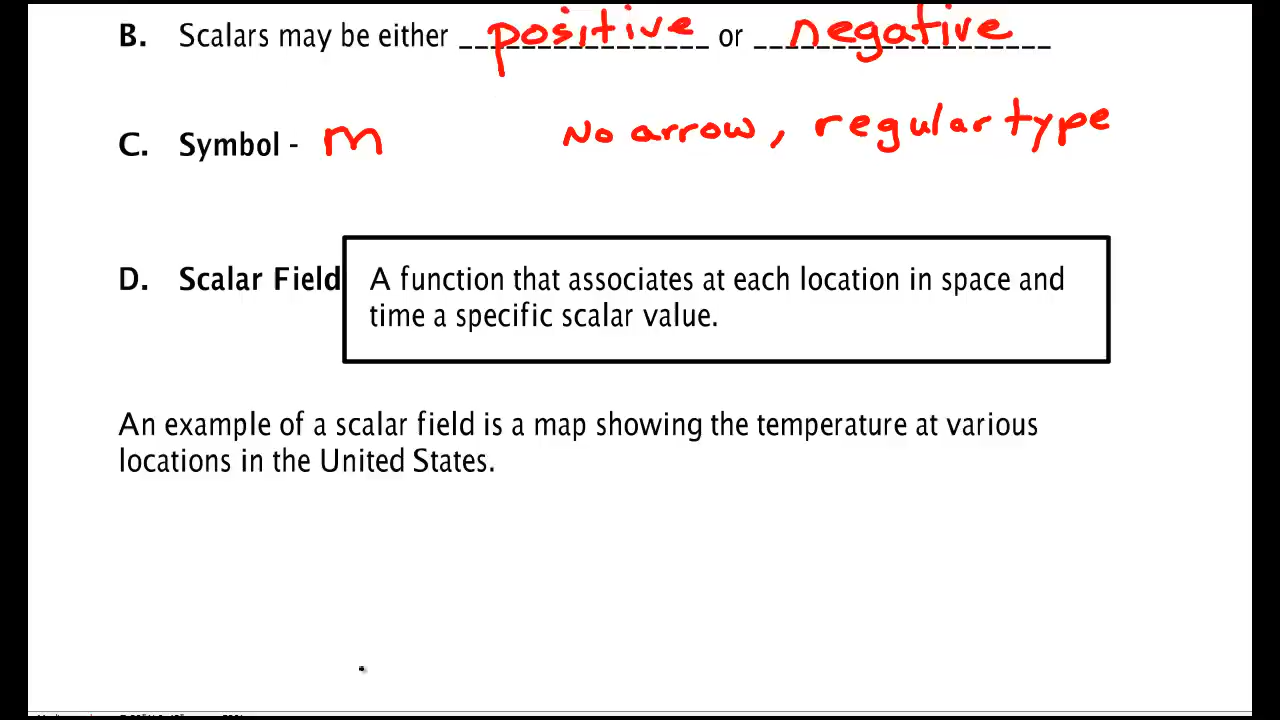 B. Scalars may be either positive or negative
C. Symbol - m No arrow, regular type
D. Scalar Field A function that associates at each location in space and
time a specific scalar value.
An example of a scalar field is a map showing the temperature at various
locations in the United States.